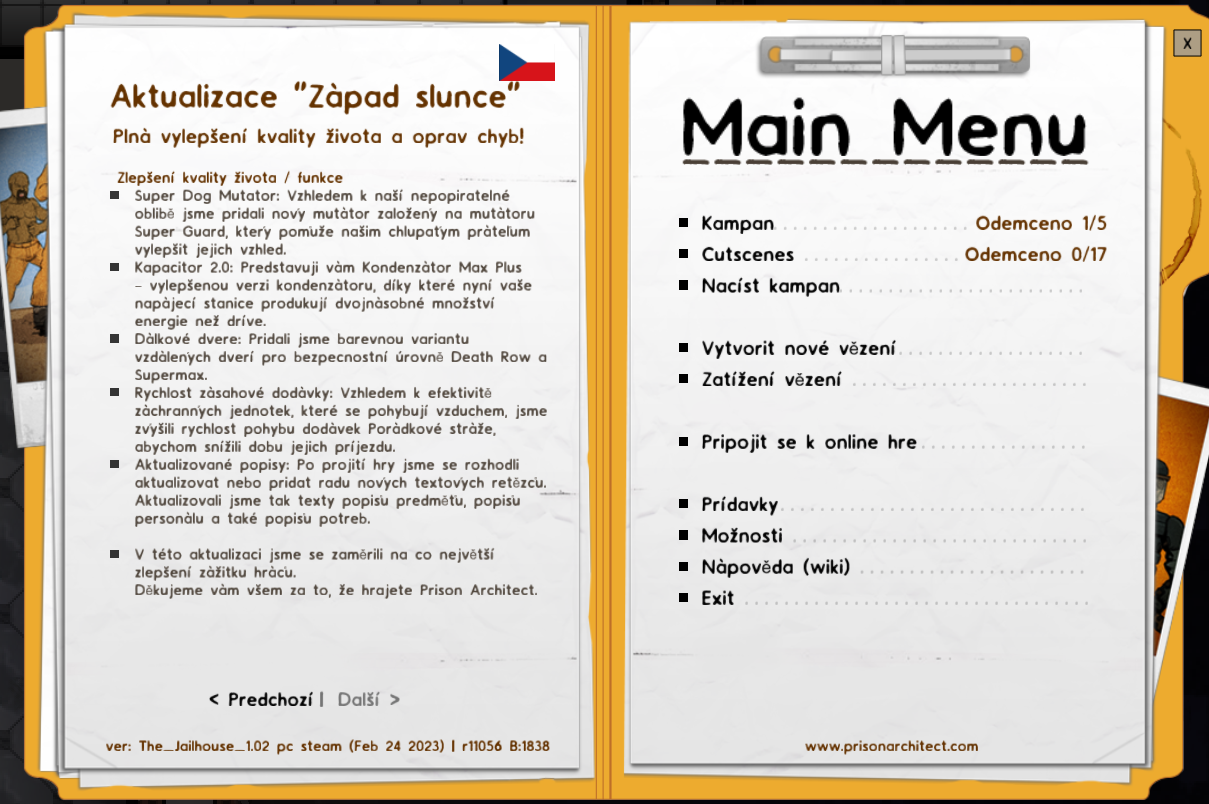 Aktualizace "Zàpad slunce"
Plnà vylepšení kvality života a oprav chyb!
Zlepšení kvality života / funkce
Super Dog Mutator: Vzhledem k naší nepopiratelné
oblibě jsme pridali nový mutàtor založený na mutàtoru
Super Guard, který pomuže našim chlupatým pràtelum
vylepšit jejich vzhled.
Kapacitor 2.0: Predstavuji vàm Kondenzàtor Max Plus
– vylepšenou verzi kondenzàtoru, díky které nyní vaše
napàjecí stanice produkují dvojnàsobné množství
energie než dríve.
Dàlkové dvere: Pridali jsme barevnou variantu
vzdàlených dverí pro bezpecnostní úrovně Death Row a
Supermax.
Rychlost zàsahové dodàvky: Vzhledem k efektivitě
zàchranných jednotek, které se pohybují vzduchem, jsme
zvýšili rychlost pohybu dodàvek Poràdkové stràže,
abychom snížili dobu jejich príjezdu.
Aktualizované popisy: Po projití hry jsme se rozhodli
aktualizovat nebo pridat radu nových textových retězcu.
Aktualizovali jsme tak texty popisu predmětu, popisu
personàlu a také popisu potreb.
V této aktualizaci jsme se zaměrili na co největší
zlepšení zàžitku hràcu.
Děkujeme vàm všem za to, že hrajete Prison Architect.
< Predchozí | Další >
ver: The_Jailhouse_1.02 pc steam (Feb 24 2023) | r11056 B:1838
X
Main Menu
Kampan Odemceno 1/5
Cutscenes Odemceno 0/17
Nacíst kampan
Vytvorit nové vězení
Zatížení vězení
Pripojit se k online hre
Prídavky
Možnosti
Nàpověda (wiki)
Exit
www.prisonarchitect.com